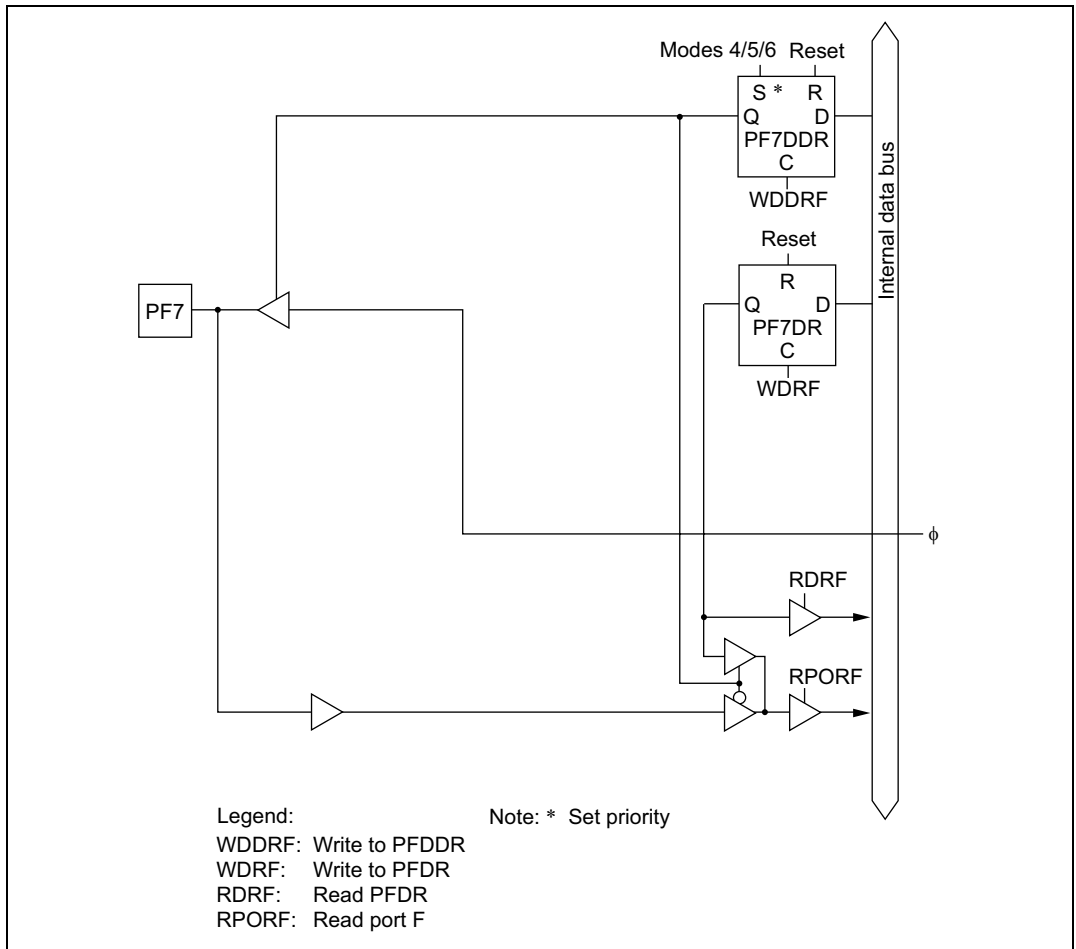 Modes 4/5/6 Reset
S * R
Q D
PF7DDR
C
WDDRF
Internal data bus
Reset
R
Q D
PF7DR
C
WDRF
PF7
ϕ
RDRF
RPORF
Legend:
WDDRF: Write to PFDDR
WDRF: Write to PFDR
RDRF: Read PFDR
RPORF: Read port F
Note: * Set priority